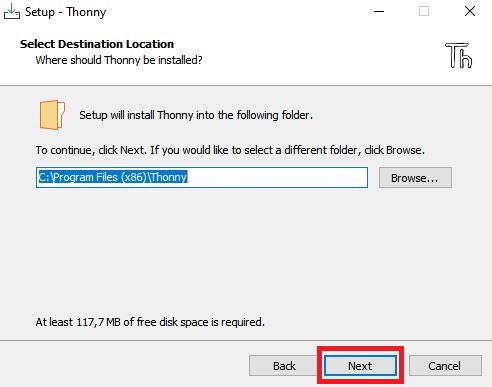 Setup - Thonny
Select Destination Location
Where should Thonny be installed?
Th
Setup will install Thonny into the following folder.
To continue, click Next. If you would like to select a different folder, click Browse.
C:\Program Files (x86)\Thonny
Browse...
At least 117,7 MB of free disk space is required.
Back
Next
Cancel